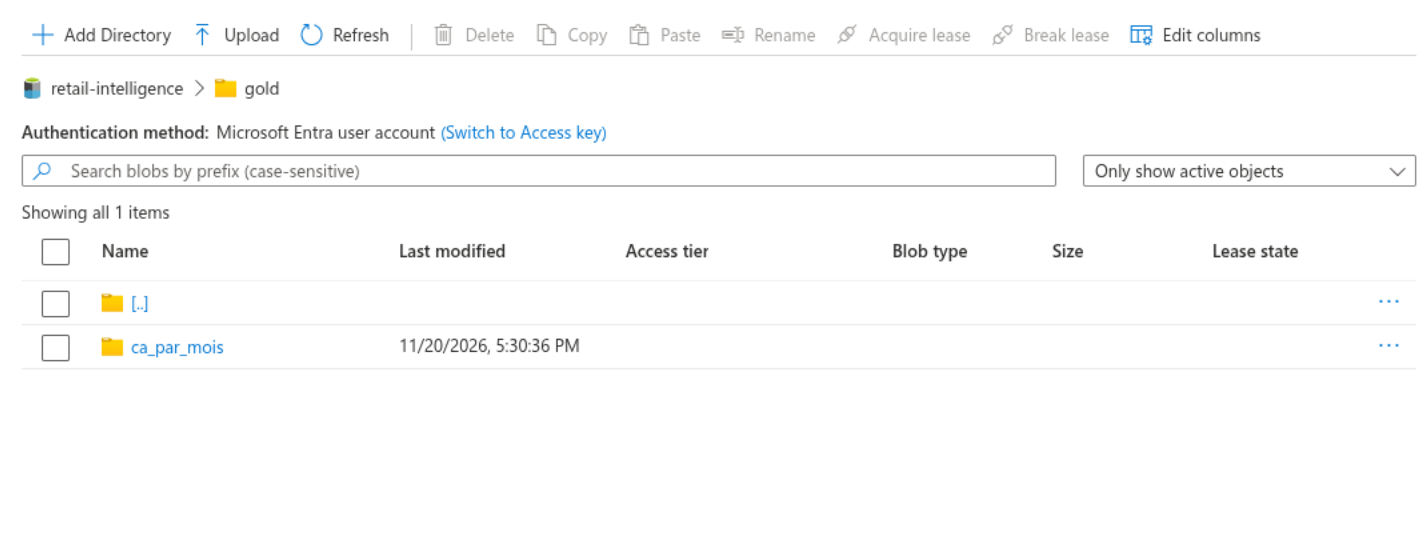 Add Directory Upload Refresh Delete Copy Paste Rename Acquire lease Break lease Edit columns
retail-intelligence > gold
Authentication method: Microsoft Entra user account (Switch to Access key)
Search blobs by prefix (case-sensitive) Only show active objects
Showing all 1 items
Name Last modified Access tier Blob type Size Lease state
[..] ...
ca_par_mois 11/20/2026, 5:30:36 PM ...